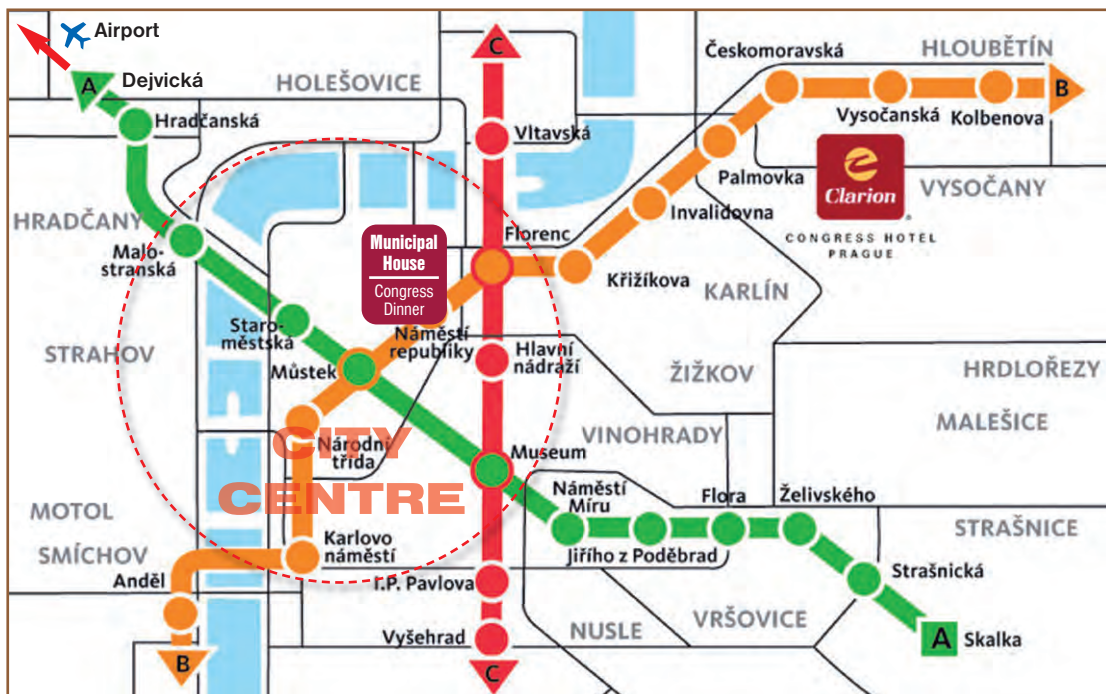 Airport
A
Dejvická
Hradčanská
HOLEŠOVICE
C
Vltavská
Českomoravská
HLOUBĚTÍN
Vysočanská
Kolbenova
B
Palmovka
Clarion
®
CONGRESS HOTEL
PRAGUE
VYSOČANY
Invalidovna
HRADČANY
Malo-
stranská
Municipal
House
Congress
Dinner
Florenc
Křižíkova
KARLÍN
Staro-
městská
STRAHOV
Můstek
Náměstí
republiky
Hlavní
nádraží
ŽIŽKOV
HRDLOŘEZY
MALEŠICE
Národní
třída
CITY
CENTRE
VINOHRADY
Museum
Náměstí
Míru
Flora
Želivského
MOTOL
SMÍCHOV
Karlovo
náměstí
Jiřího z Poděbrad
STRAŠNICE
Anděl
I.P. Pavlova
Strašnická
Vyšehrad
NUSLE
VRŠOVICE
A
Skalka
B
C